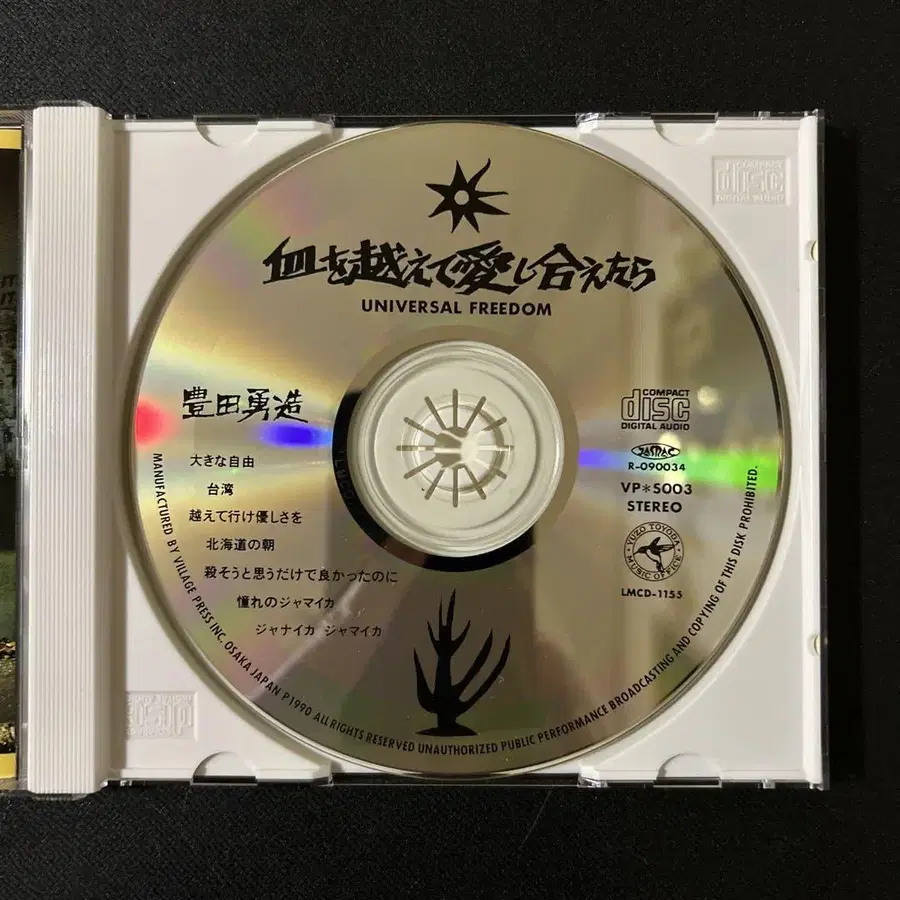 血を越えて愛し合えたら
UNIVERSAL FREEDOM
豊田勇造
大きな自由
台湾
越えて行け優しさを
北海道の朝
殺そうと思うだけで良かったのに
憧れのジャマイカ
ジャナイカ ジャマイカ
COMPACT
disc
DIGITAL AUDIO
JASRAC
R-090034
VP*5003
STEREO
YUZO TOYODA
MUSIC OFFICE
LMCD-1155
MANUFACTURED BY VILLAGE PRESS INC. OSAKA JAPAN P1990 ALL RIGHTS RESERVED UNAUTHORIZED PUBLIC PERFORMANCE BROADCASTING AND COPYING OF THIS DISK PROHIBITED.
COMPACT
disc
DIGITAL AUDIO